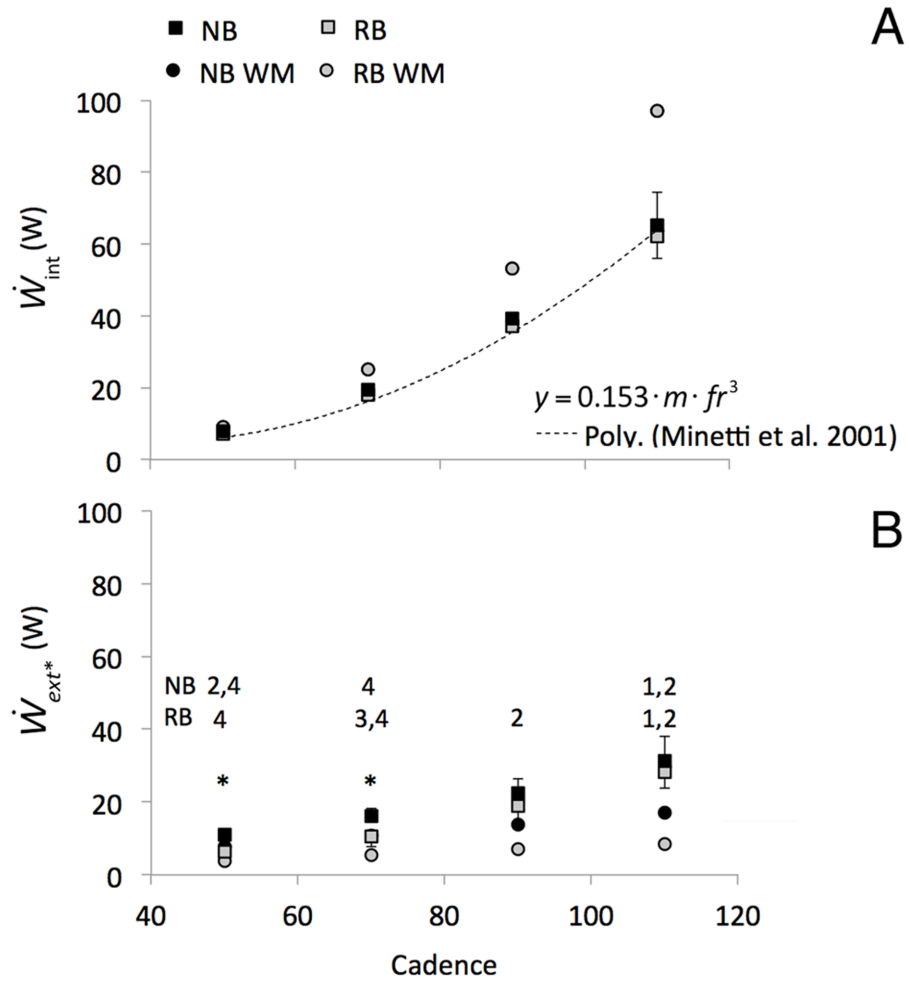 A
NB RB
NB WM RB WM
100
80
60
40
20
0
Ẇint (W)
y = 0.153 · m · fr³
Poly. (Minetti et al. 2001)
B
100
80
60
40
20
0
Ẇext* (W)
NB 2,4 4 1,2
RB 4 3,4 2 1,2
* *
40 60 80 100 120
Cadence